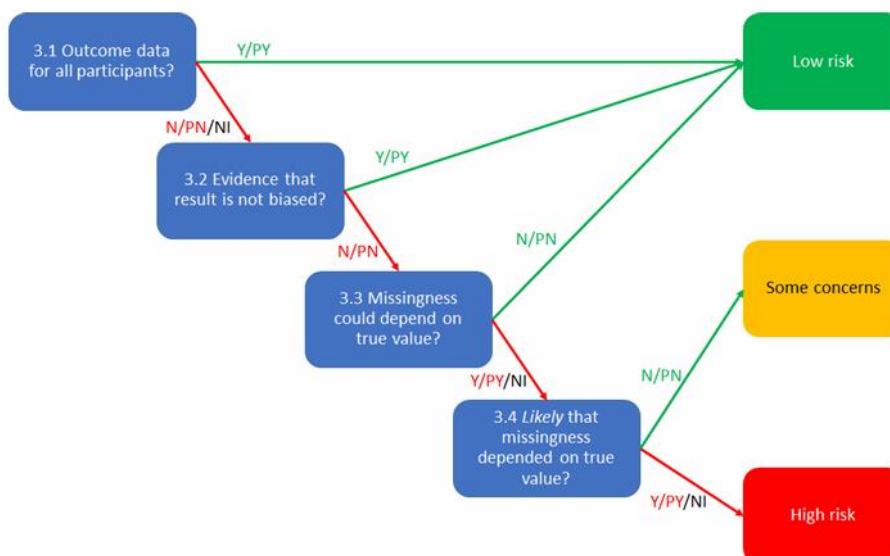 3.1 Outcome data
for all participants?
Y/PY
Low risk
N/PN/NI
3.2 Evidence that
result is not biased?
Y/PY
N/PN
3.3 Missingness
could depend on
true value?
N/PN
Some concerns
Y/PY/NI
3.4 Likely that
missingness
depended on true
value?
N/PN
Y/PY/NI
High risk